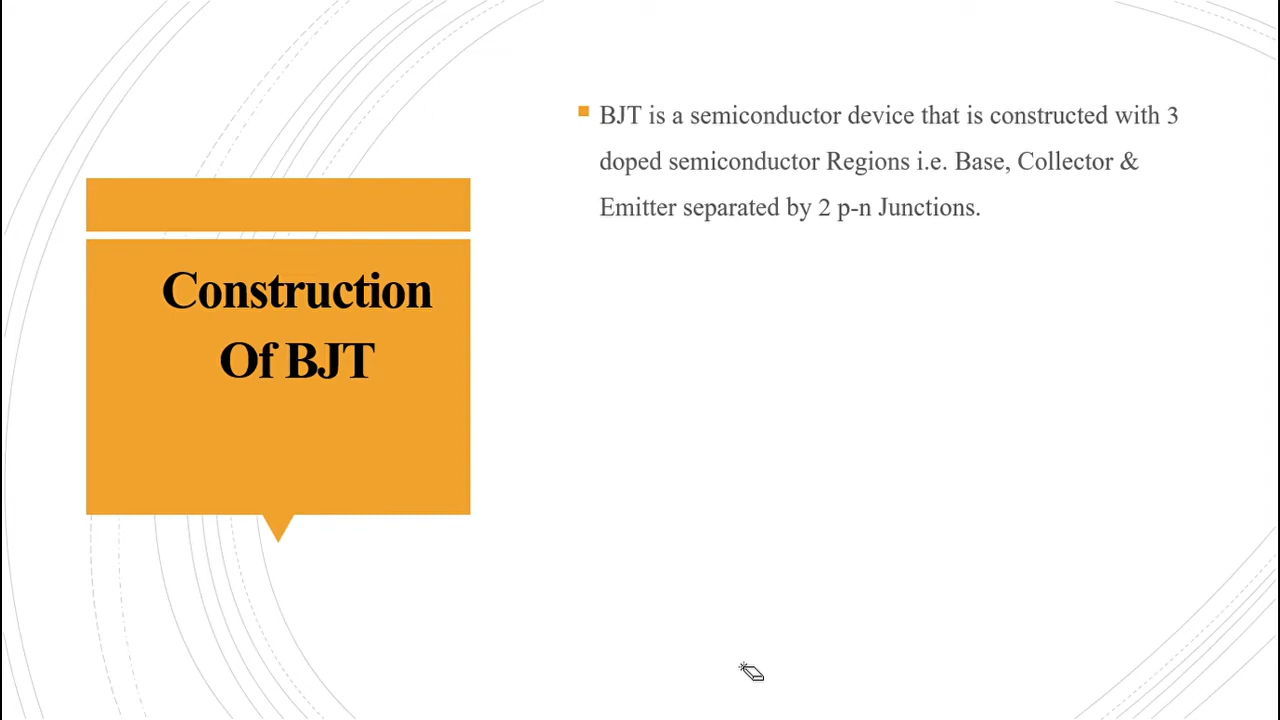 Construction
Of BJT
BJT is a semiconductor device that is constructed with 3
doped semiconductor Regions i.e. Base, Collector &
Emitter separated by 2 p-n Junctions.